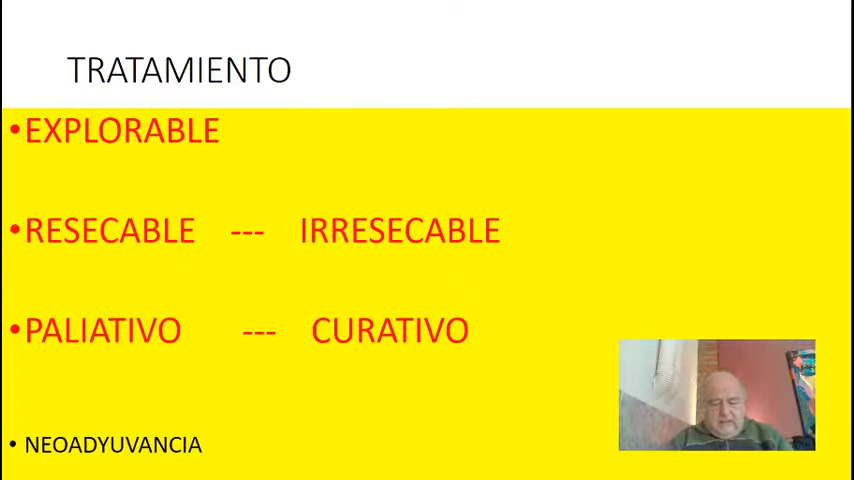 TRATAMIENTO
•EXPLORABLE
•RESECABLE --- IRRESECABLE
•PALIATIVO --- CURATIVO
• NEOADYUVANCIA